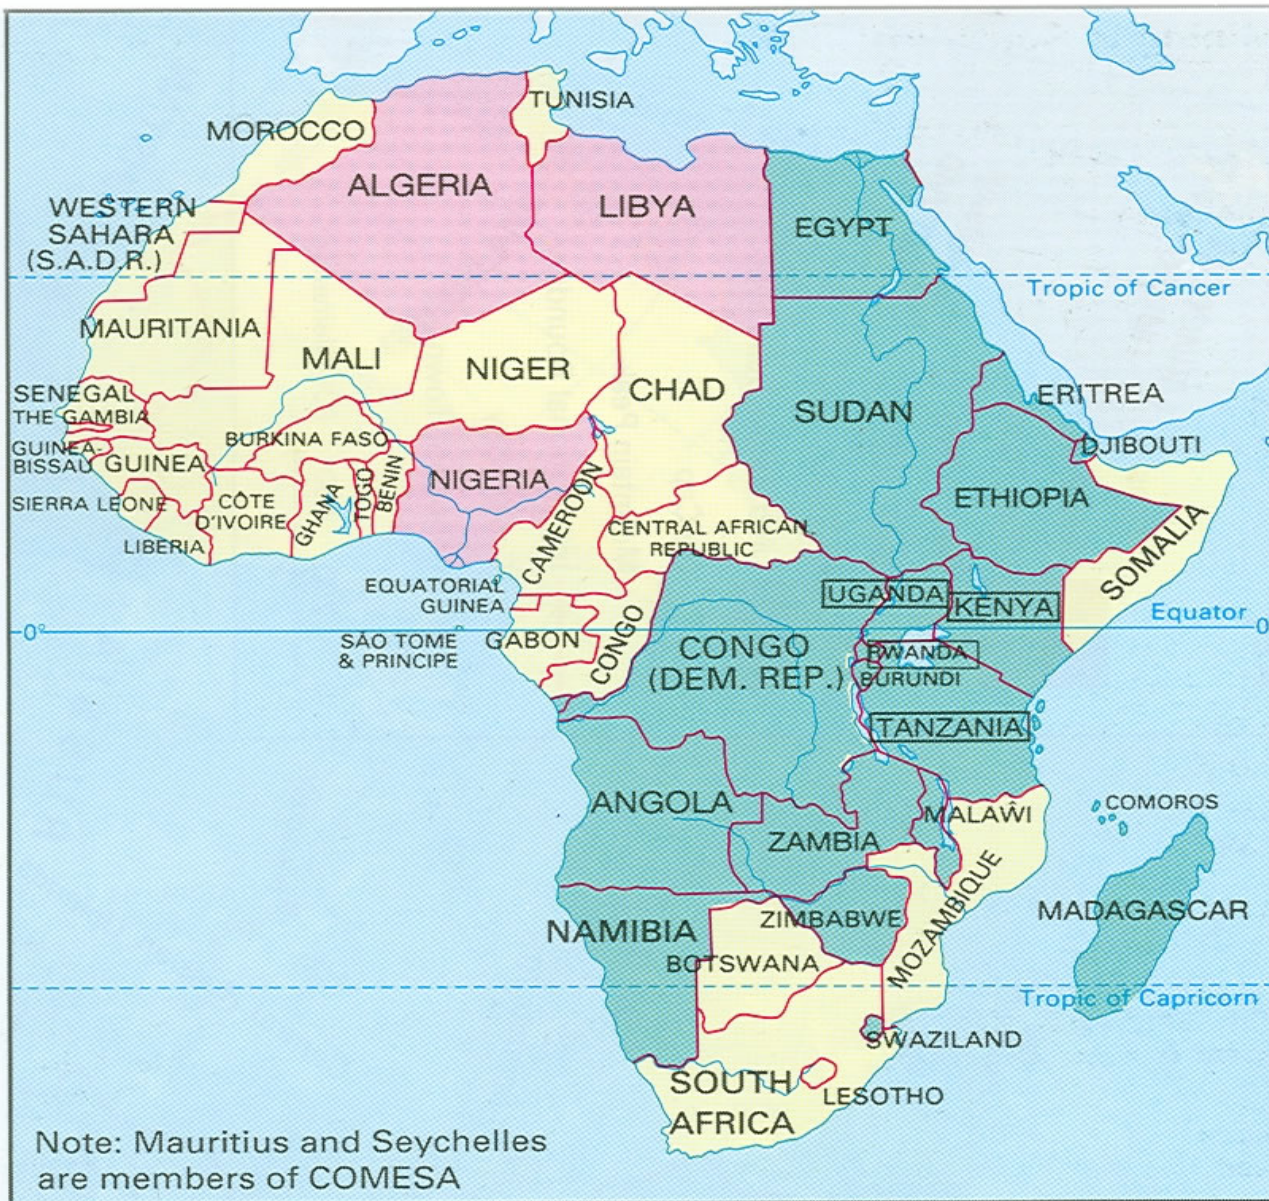 TUNISIA
MOROCCO
ALGERIA
LIBYA
WESTERN
SAHARA
(S.A.D.R.)
EGYPT
Tropic of Cancer
MAURITANIA
MALI
NIGER
CHAD
SENEGAL
THE GAMBIA
SUDAN
ERITREA
GUINEA-
BISSAU
GUINEA
BURKINA FASO
DJIBOUTI
NIGERIA
SIERRA LEONE
CÔTE
D'IVOIRE
GHANA
TOGO
BENIN
CAMEROON
ETHIOPIA
LIBERIA
CENTRAL AFRICAN
REPUBLIC
SOMALIA
EQUATORIAL
GUINEA
UGANDA
KENYA
Equator
0°
0
SÃO TOME
& PRINCIPE
GABON
CONGO
CONGO
(DEM. REP.)
RWANDA
BURUNDI
TANZANIA
ANGOLA
ZAMBIA
MALAŴI
COMOROS
NAMIBIA
ZIMBABWE
MOZAMBIQUE
MADAGASCAR
BOTSWANA
Tropic of Capricorn
SWAZILAND
SOUTH
AFRICA
LESOTHO
Note: Mauritius and Seychelles
are members of COMESA